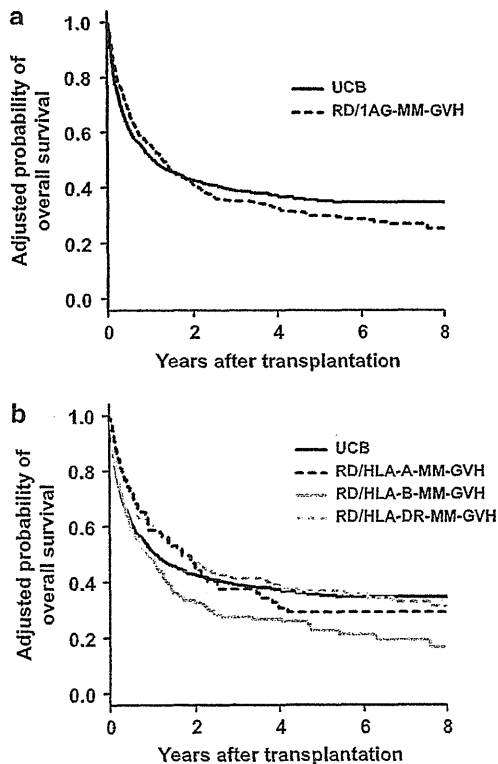 a
Adjusted probability of
overall survival
1.0
0.8
0.6
0.4
0.2
0.0
UCB
RD/1AG-MM-GVH
0 2 4 6 8
Years after transplantation
b
Adjusted probability of
overall survival
1.0
0.8
0.6
0.4
0.2
0.0
UCB
RD/HLA-A-MM-GVH
RD/HLA-B-MM-GVH
RD/HLA-DR-MM-GVH
0 2 4 6 8
Years after transplantation